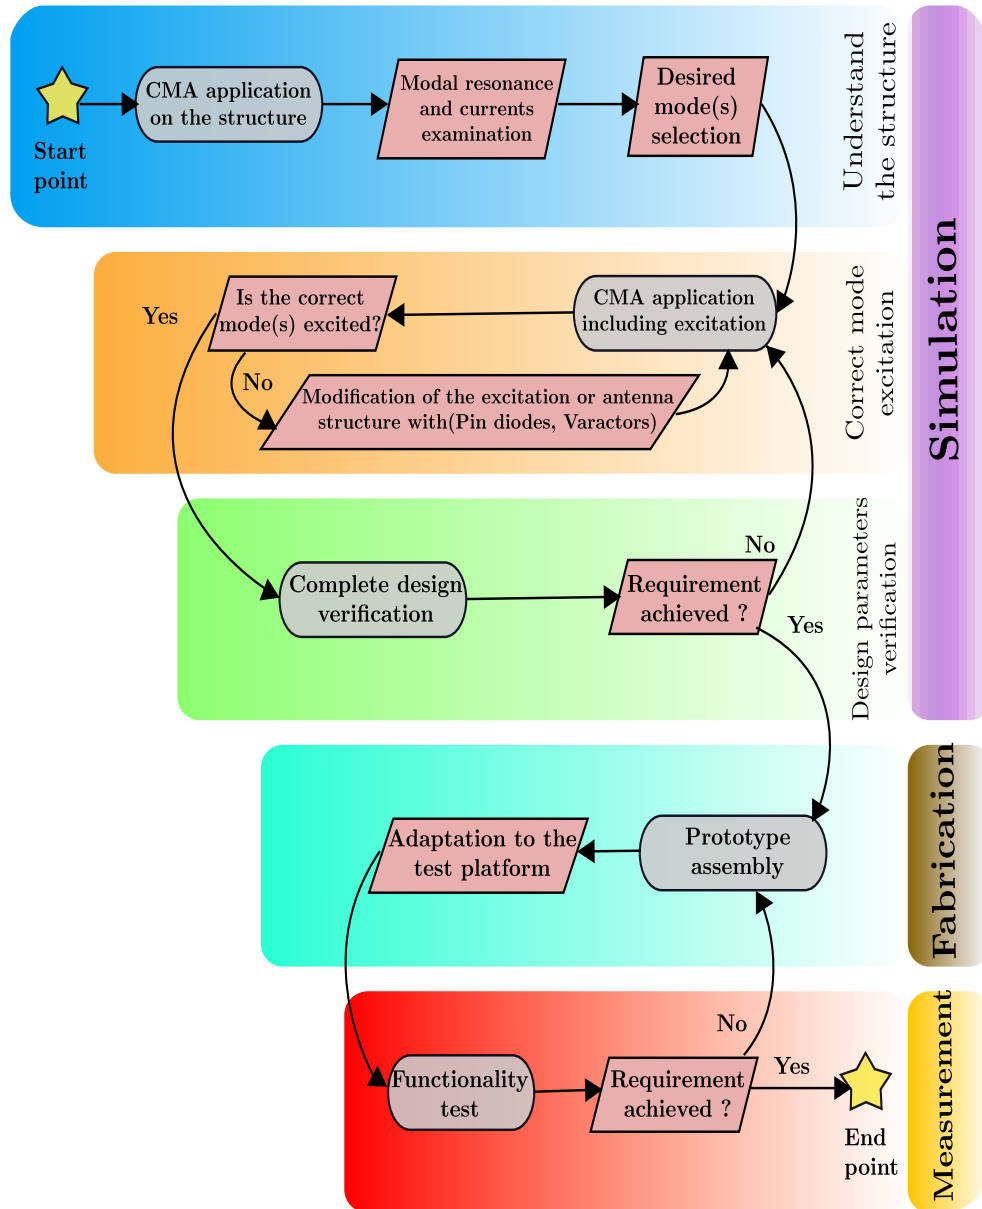 CMA application
on the structure
Modal resonance
and currents
examination
Desired
mode(s)
selection
Start
point
Understand
the structure
Simulation
Yes
Is the correct
mode(s) excited?
CMA application
including excitation
No
Modification of the excitation or antenna
structure with(Pin diodes, Varactors)
Correct mode
excitation
Complete design
verification
No
Requirement
achieved ?
Yes
Design parameters
verification
Adaptation to the
test platform
Prototype
assembly
Fabrication
No
Functionality
test
Requirement
achieved ?
Yes
End
point
Measurement